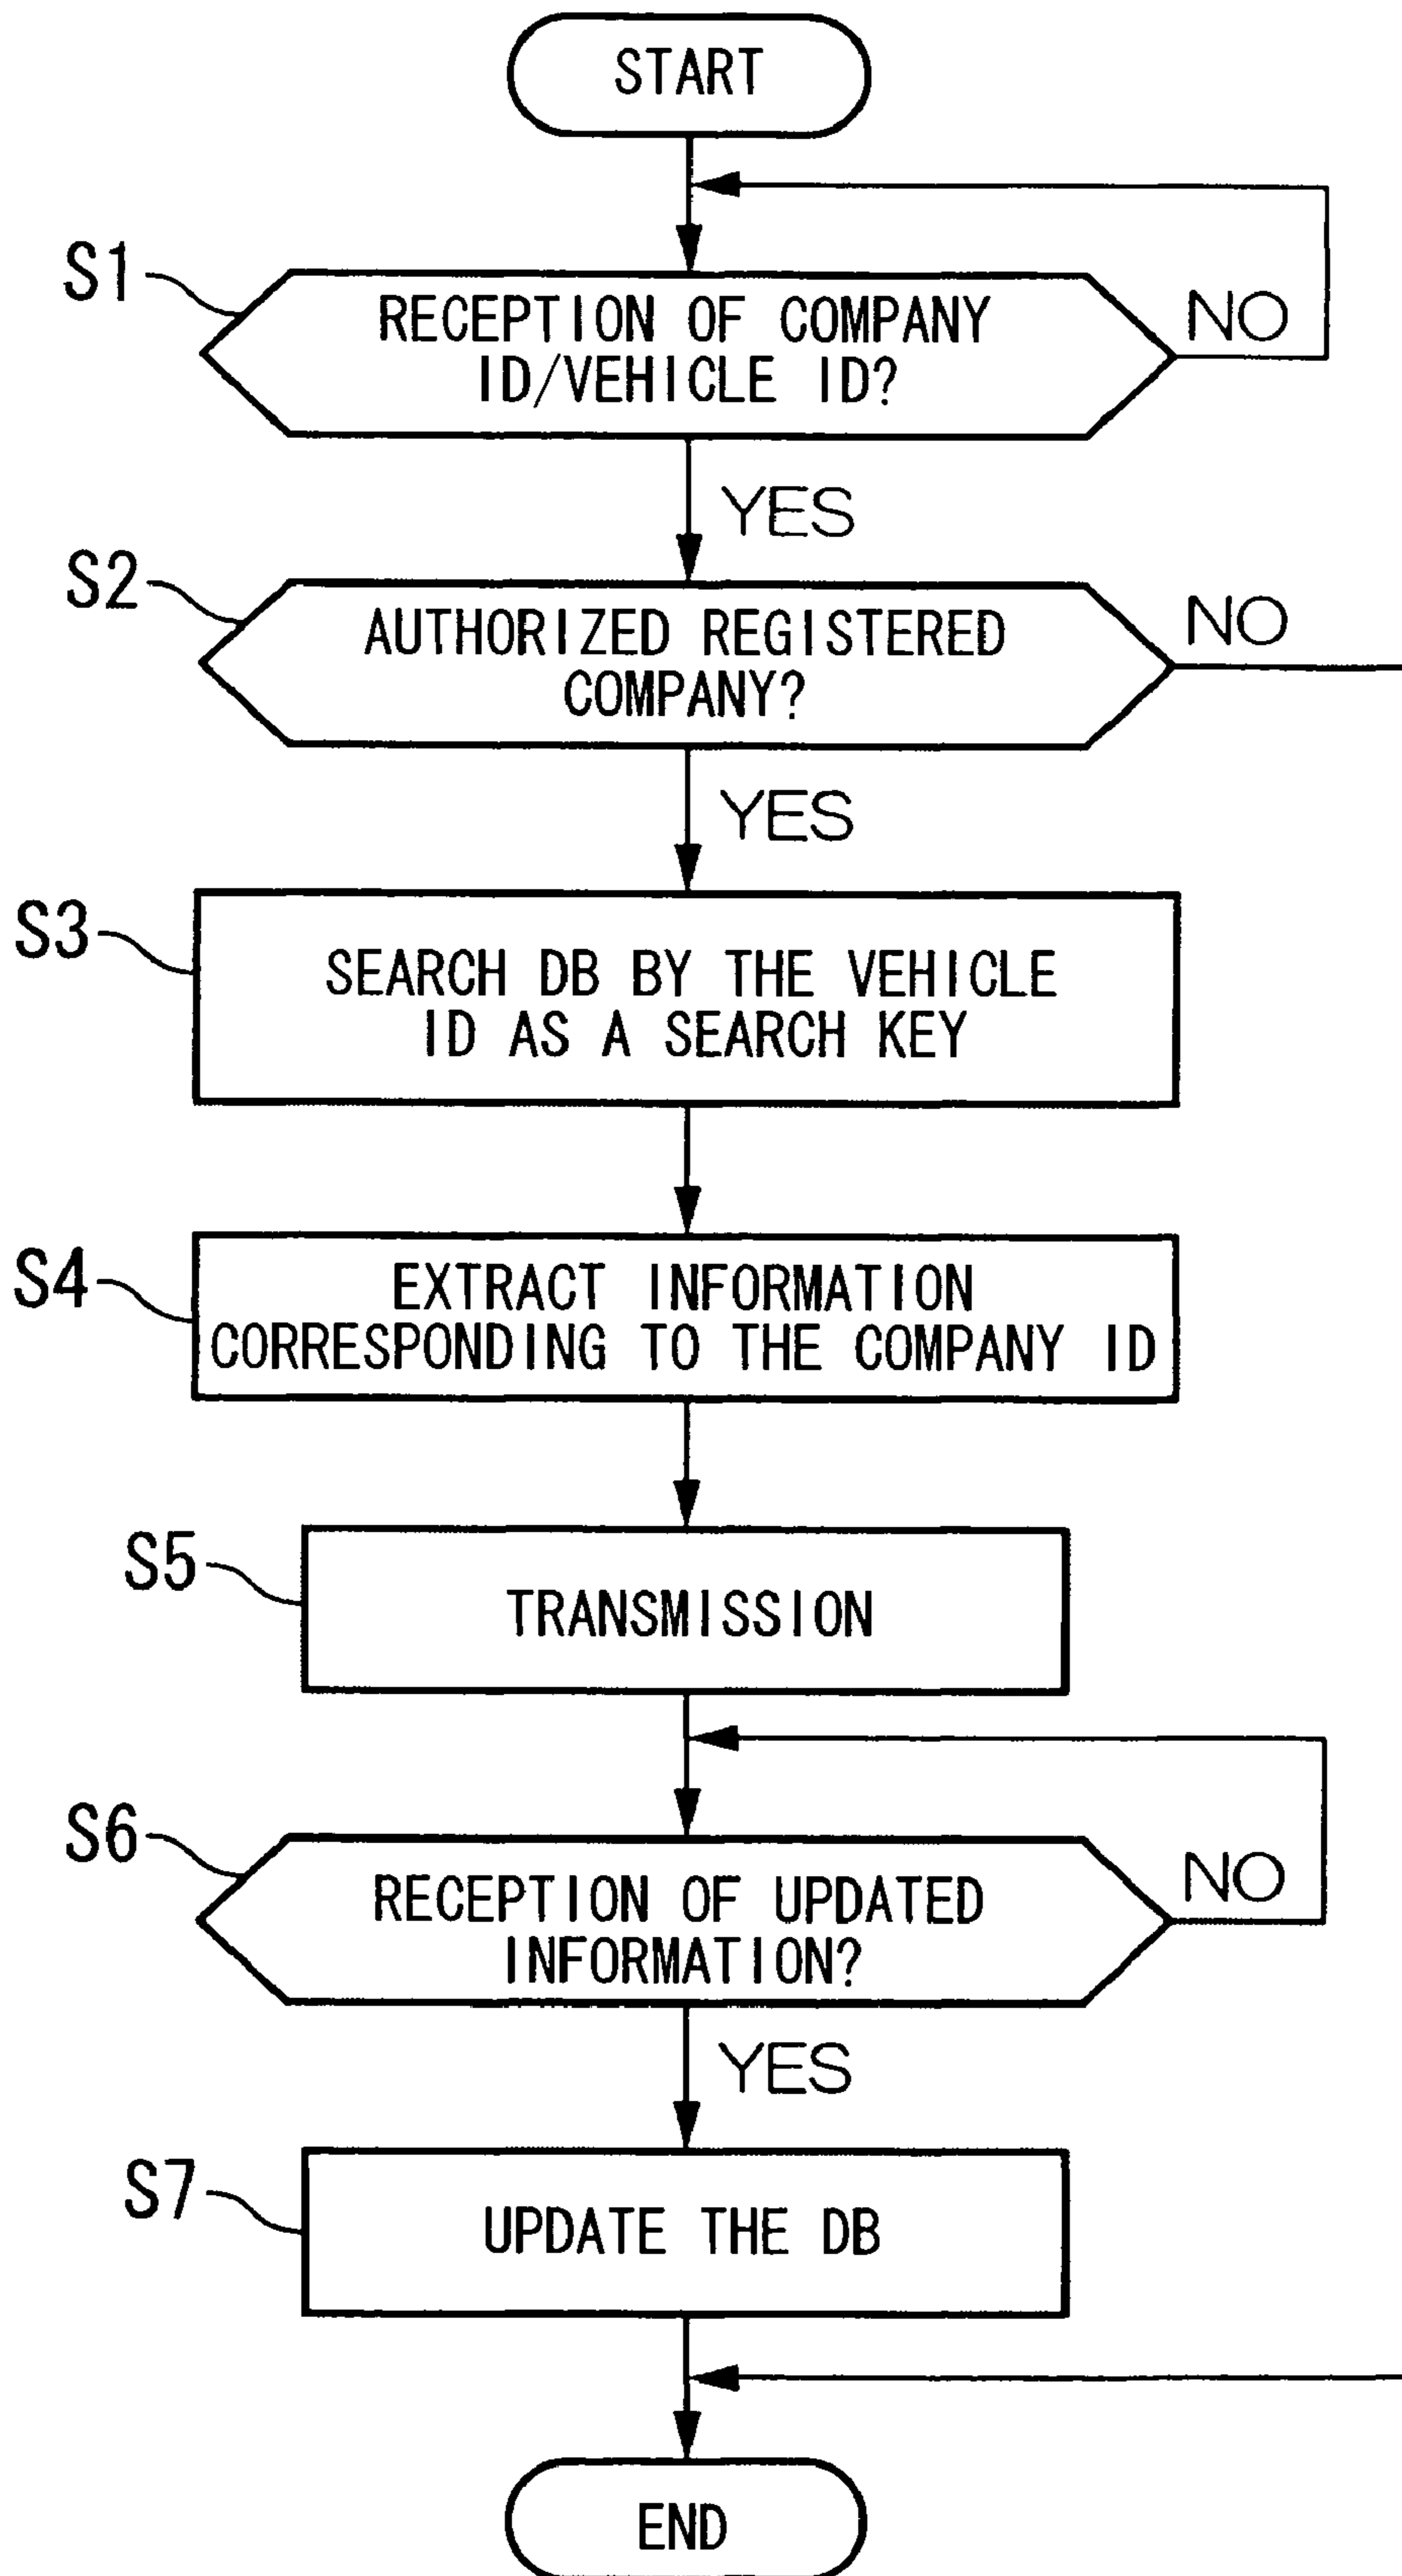 START
S1
RECEPTION OF COMPANY
ID/VEHICLE ID?
NO
YES
S2
AUTHORIZED REGISTERED
COMPANY?
NO
YES
S3
SEARCH DB BY THE VEHICLE
ID AS A SEARCH KEY
S4
EXTRACT INFORMATION
CORRESPONDING TO THE COMPANY ID
S5
TRANSMISSION
S6
RECEPTION OF UPDATED
INFORMATION?
NO
YES
S7
UPDATE THE DB
END